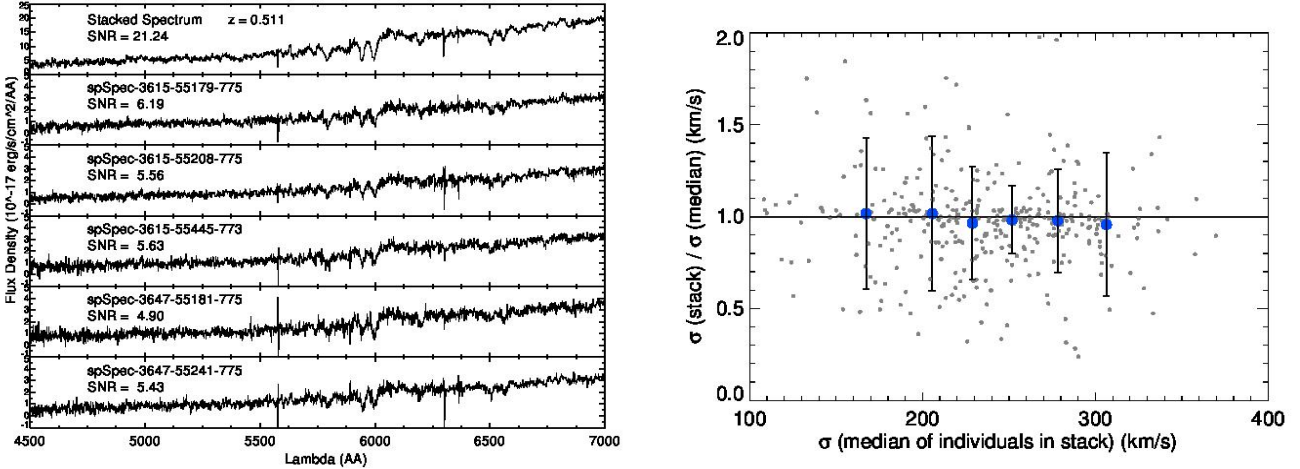 Stacked Spectrum z = 0.511
SNR = 21.24
spSpec-3615-55179-775
SNR = 6.19
spSpec-3615-55208-775
SNR = 5.56
spSpec-3615-55445-773
SNR = 5.63
spSpec-3647-55181-775
SNR = 4.90
spSpec-3647-55241-775
SNR = 5.43
Flux Density (10^-17 erg/s/cm^2/AA)
4500 5000 5500 6000 6500 7000
Lambda (AA)
σ (stack) / σ (median) (km/s)
2.0
1.5
1.0
0.5
0.0
100 200 300 400
σ (median of individuals in stack) (km/s)